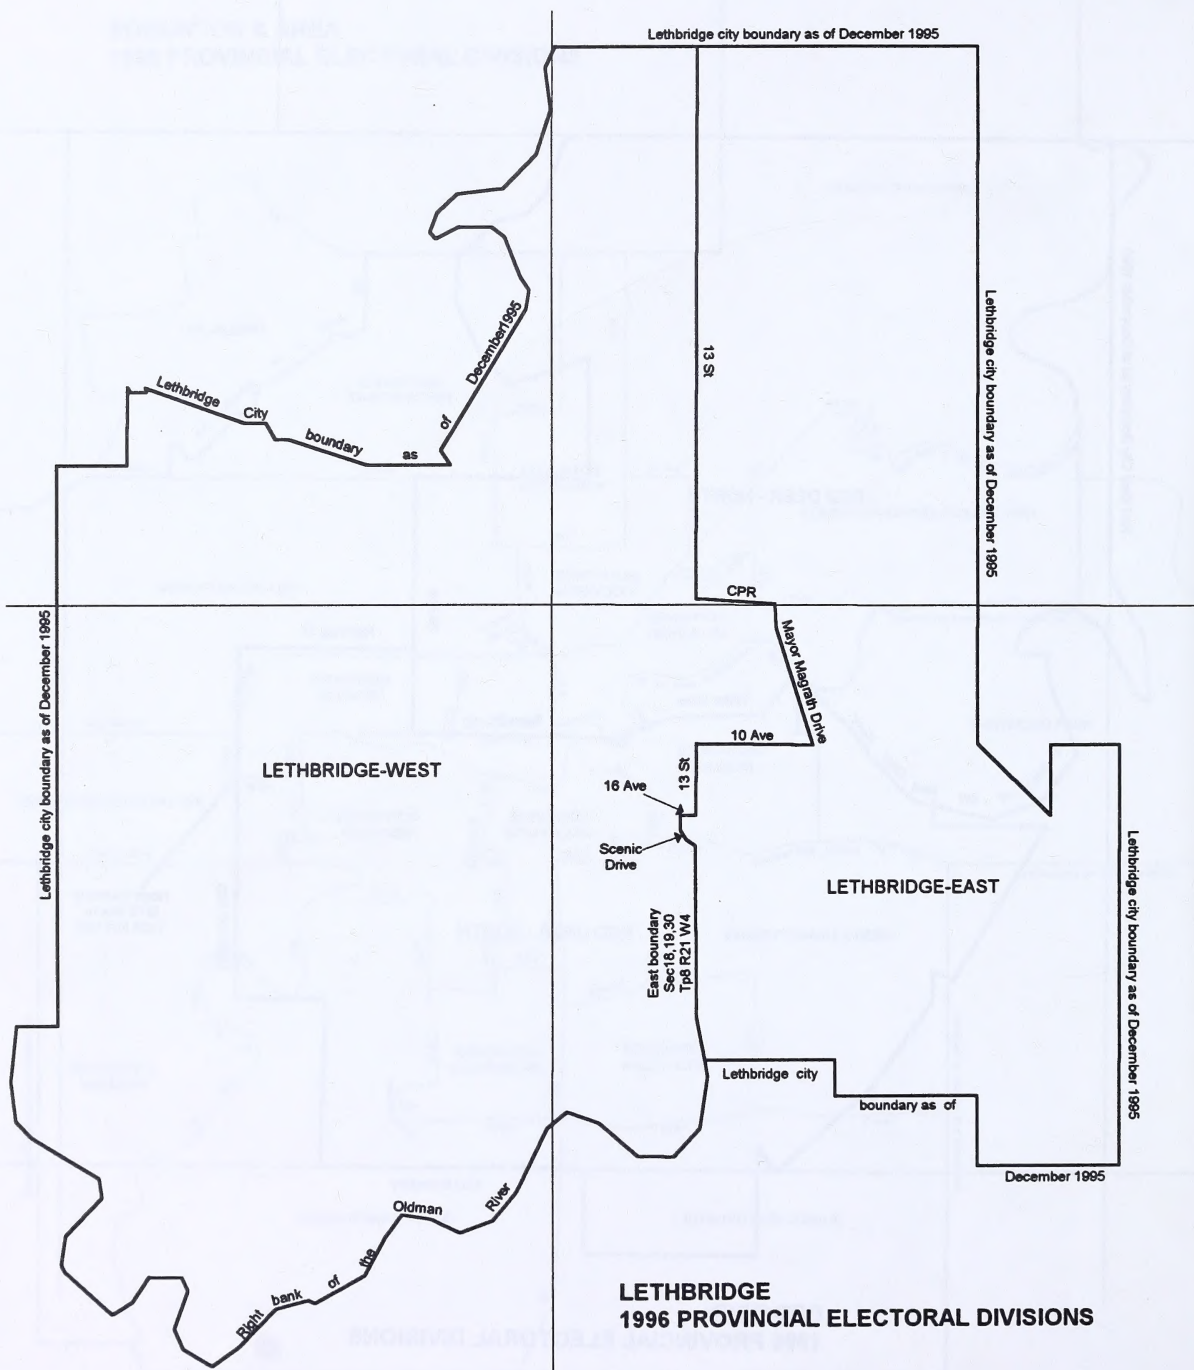 Lethbridge city boundary as of December 1995
Lethbridge City boundary as of December1995
13 St
Lethbridge city boundary as of December 1995
CPR
Mayor Magrath Drive
Lethbridge city boundary as of December 1995
10 Ave
LETHBRIDGE-WEST
13 St
16 Ave
Scenic
Drive
LETHBRIDGE-EAST
Lethbridge city boundary as of December 1995
East boundary
Sec18,19,30
Tp8 R21 W4
Lethbridge city
boundary as of
December 1995
Right bank of the Oldman River
LETHBRIDGE
1996 PROVINCIAL ELECTORAL DIVISIONS